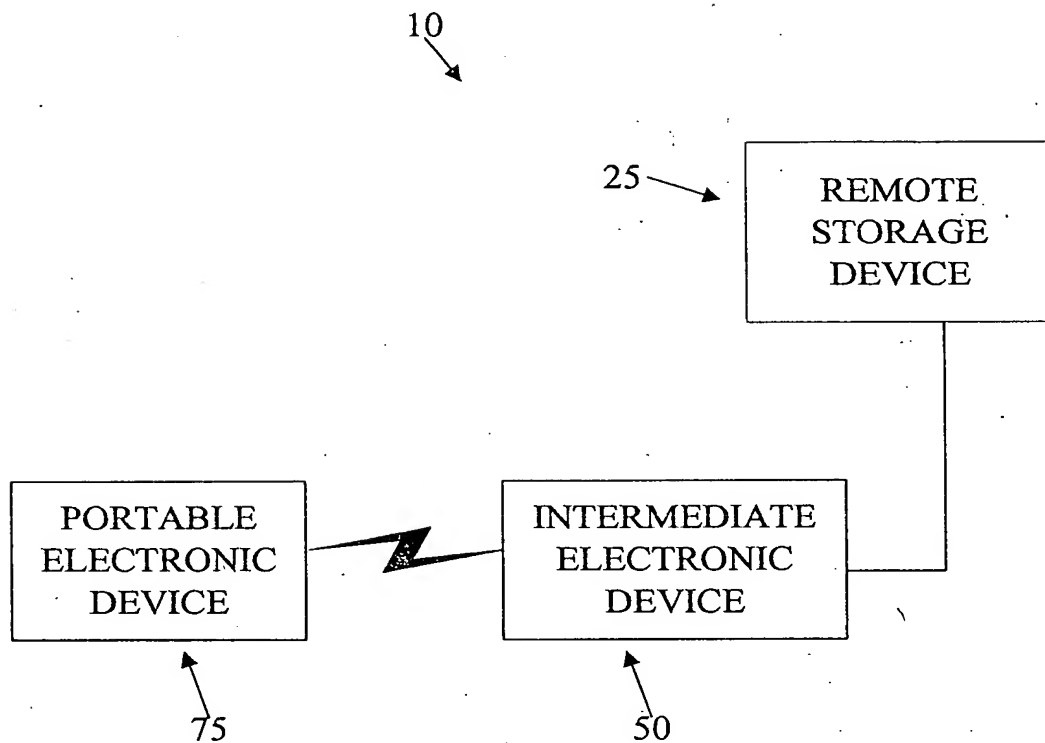 10
25
REMOTE
STORAGE
DEVICE
PORTABLE
ELECTRONIC
DEVICE
INTERMEDIATE
ELECTRONIC
DEVICE
75
50